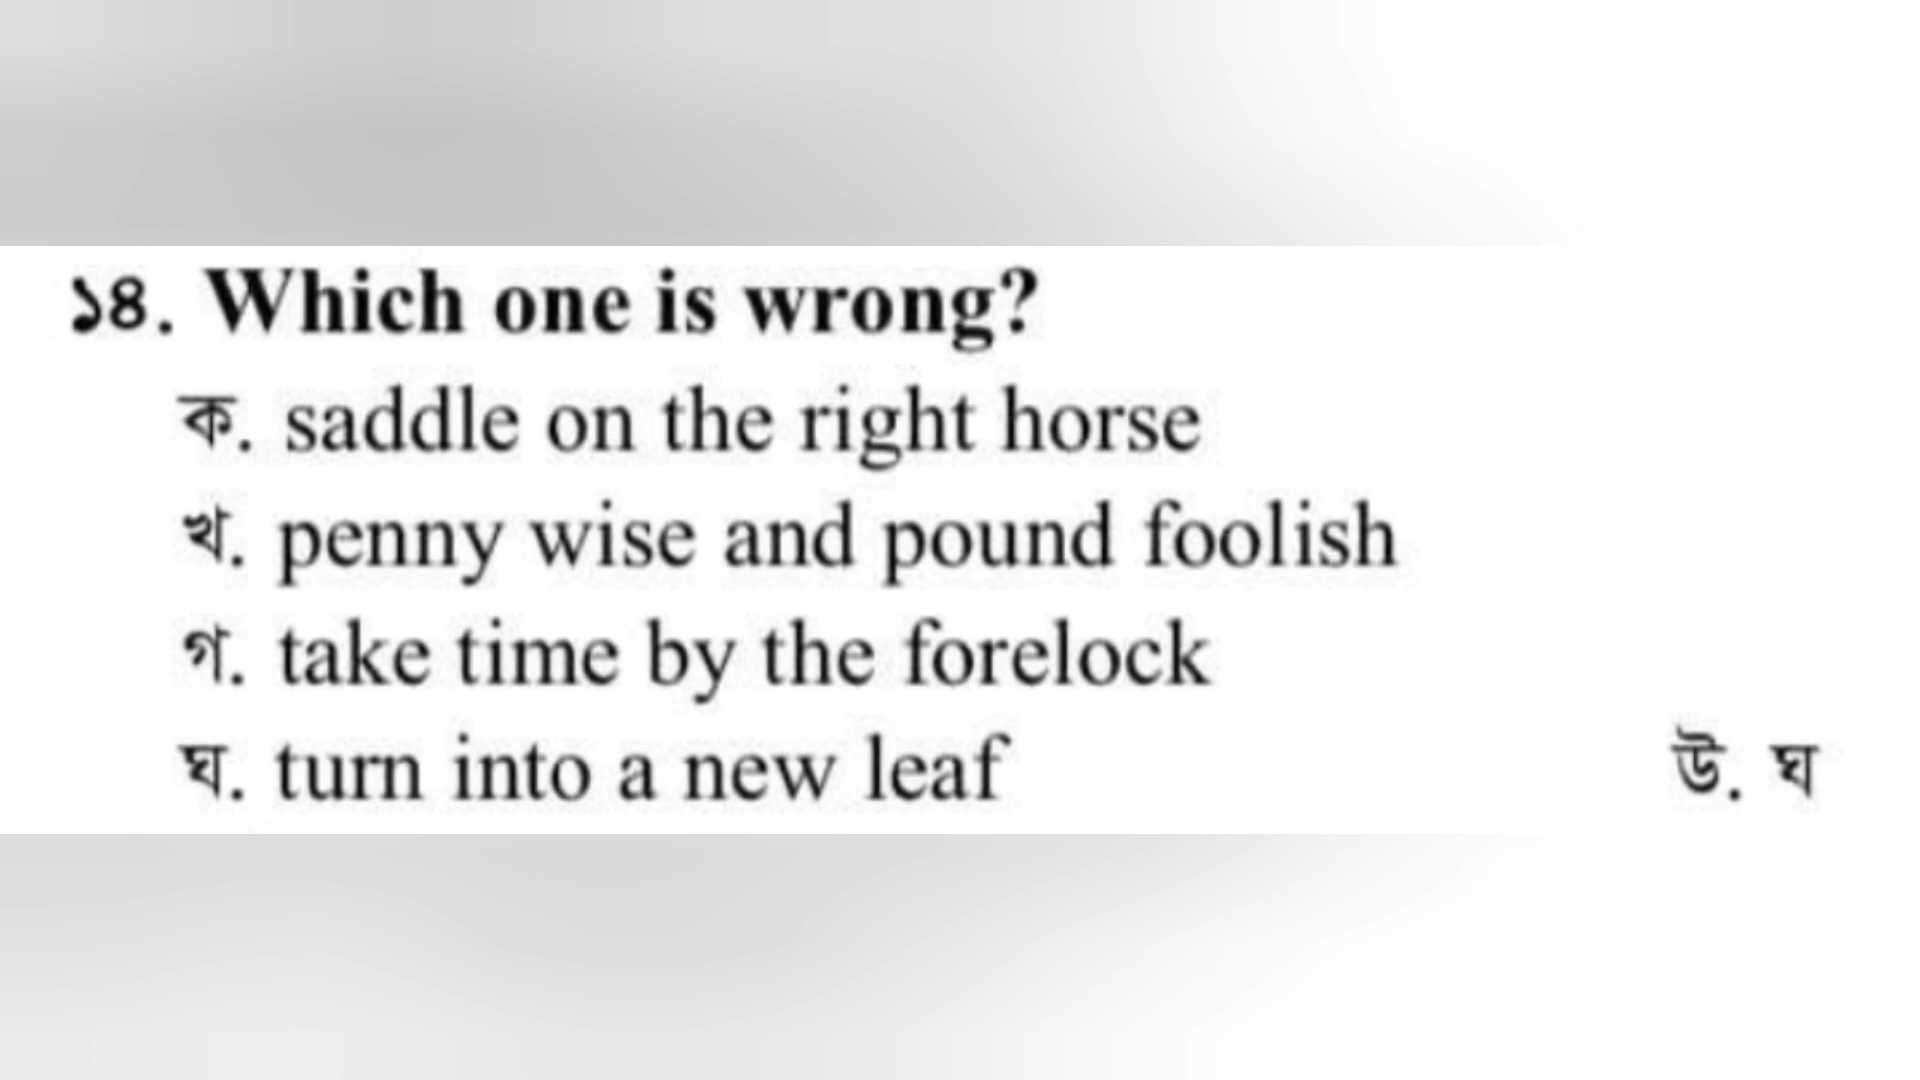 ১৪. Which one is wrong?
ক. saddle on the right horse
খ. penny wise and pound foolish
গ. take time by the forelock
ঘ. turn into a new leaf উ. ঘ